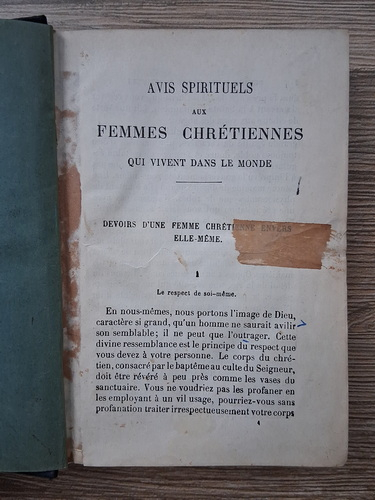 AVIS SPIRITUELS
AUX
FEMMES CHRÉTIENNES
QUI VIVENT DANS LE MONDE
DEVOIRS D'UNE FEMME CHRÉTIENNE ENVERS
ELLE-MÊME.
I
Le respect de soi-même.
En nous-mêmes, nous portons l'image de Dieu,
caractère si grand, qu'un homme ne saurait avilir
son semblable; il ne peut que l'outrager. Cette
divine ressemblance est le principe du respect que
vous devez à votre personne. Le corps du chré-
tien, consacré par le baptême au culte du Seigneur,
doit être révéré à peu près comme les vases du
sanctuaire. Vous ne voudriez pas les profaner en
les employant à un vil usage, pourriez-vous sans
profanation traiter irrespectueusement votre corps